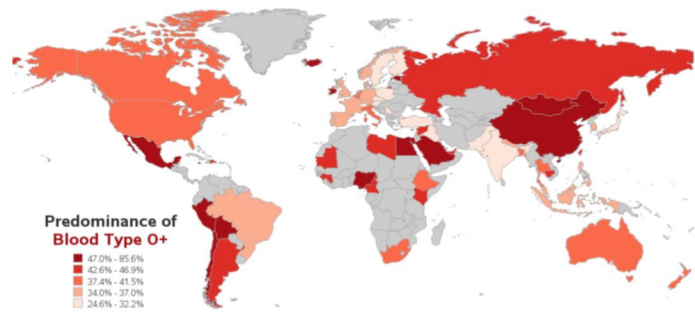 Predominance of
Blood Type O+
47.0% - 85.6%
42.6% - 46.9%
37.4% - 41.5%
34.0% - 37.0%
24.6% - 32.2%